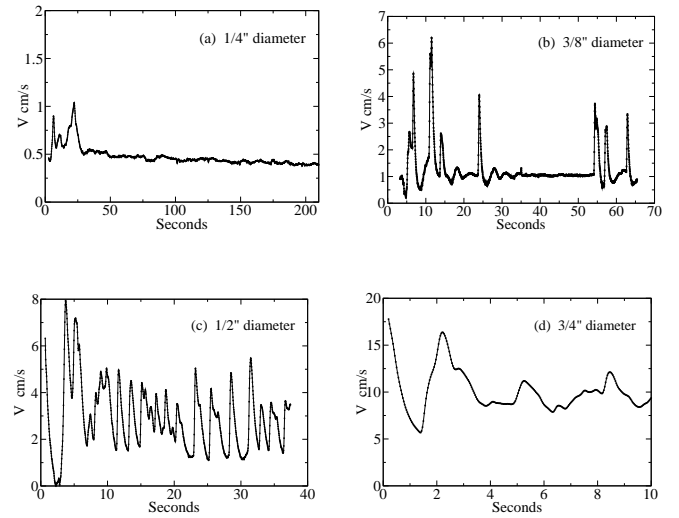 2
1.5
1
0.5
0
V cm/s
(a) 1/4" diameter
50 100 150 200
Seconds
7
6
5
4
3
2
1
0
V cm/s
(b) 3/8" diameter
0 10 20 30 40 50 60 70
Seconds
8
6
4
2
0
V cm/s
(c) 1/2" diameter
0 10 20 30 40
Seconds
20
15
10
5
0
V cm/s
(d) 3/4" diameter
0 2 4 6 8 10
Seconds